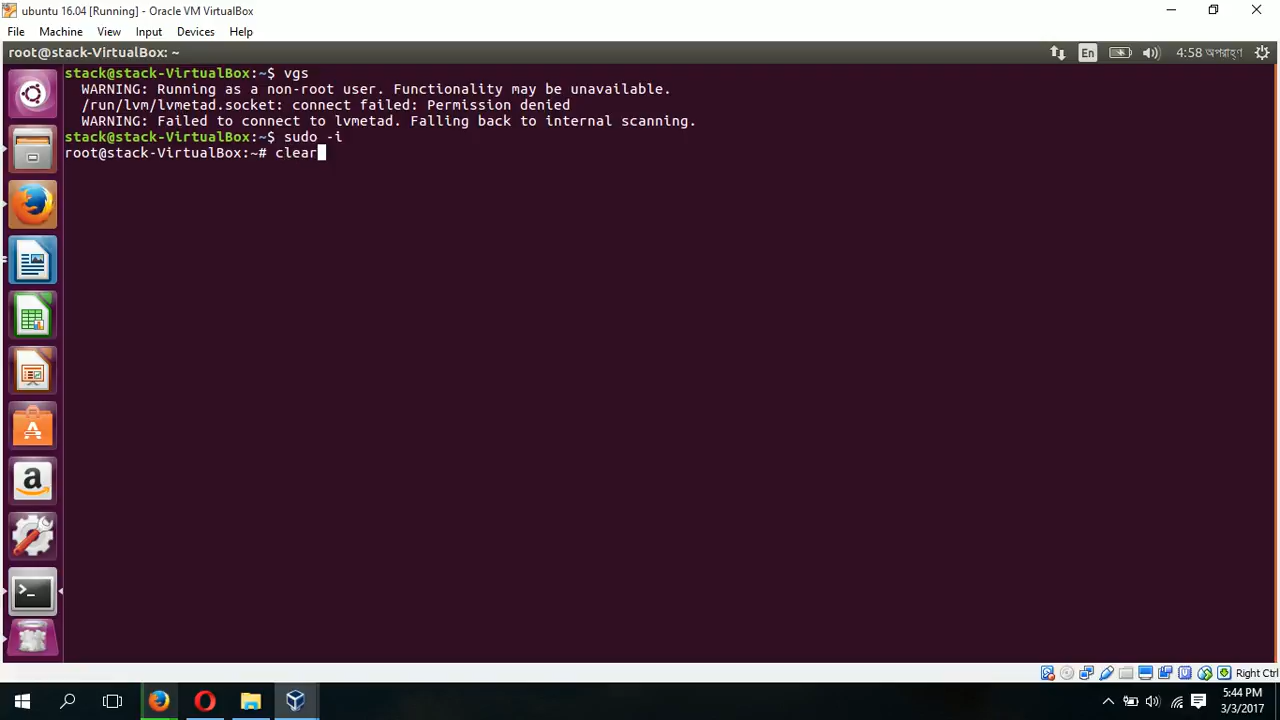 ubuntu 16.04 [Running] - Oracle VM VirtualBox
File Machine View Input Devices Help
root@stack-VirtualBox: ~ En 4:58 অপরাহ্ণ
stack@stack-VirtualBox:~$ vgs
WARNING: Running as a non-root user. Functionality may be unavailable.
/run/lvm/lvmetad.socket: connect failed: Permission denied
WARNING: Failed to connect to lvmetad. Falling back to internal scanning.
stack@stack-VirtualBox:~$ sudo -i
root@stack-VirtualBox:~# clear
Right Ctrl
5:44 PM
3/3/2017